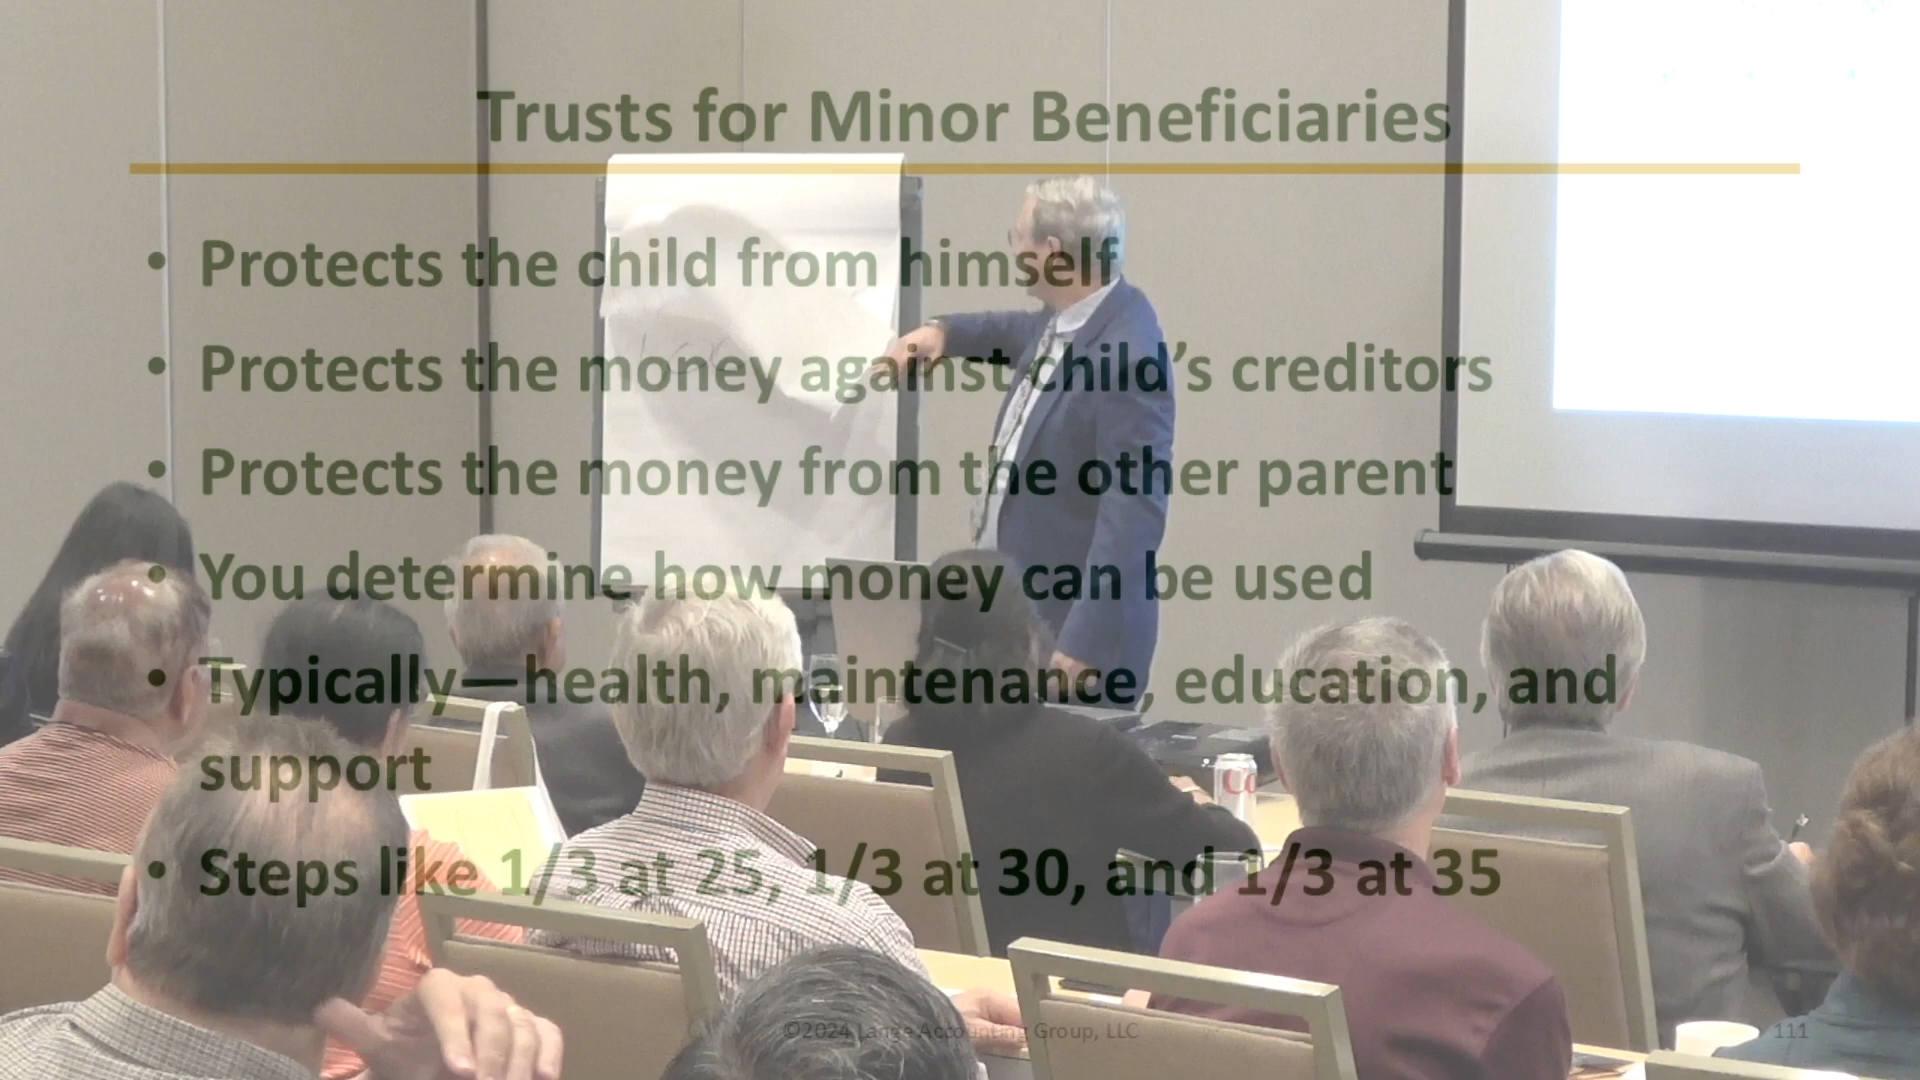 Trusts for Minor Beneficiaries
• Protects the child from himself
• Protects the money against child’s creditors
• Protects the money from the other parent
• You determine how money can be used
• Typically—health, maintenance, education, and
support
• Steps like 1/3 at 25, 1/3 at 30, and 1/3 at 35
©2024 Lange Accounting Group, LLC
111